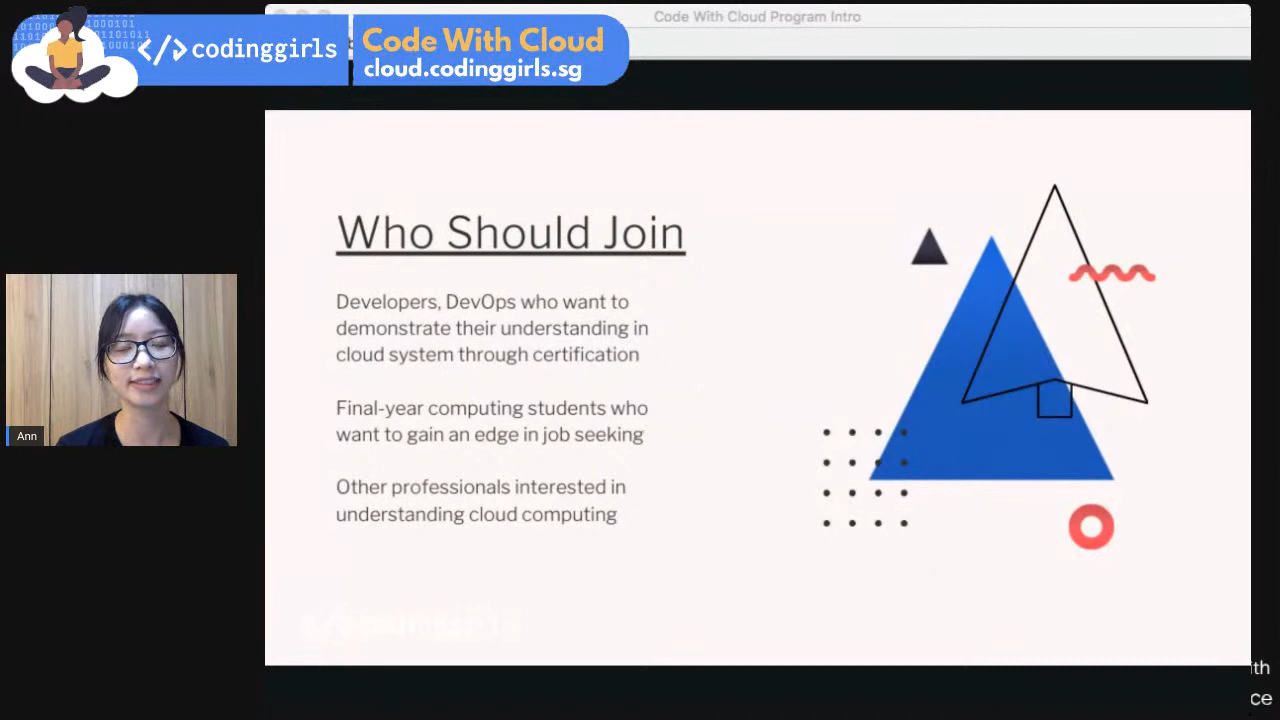 Code With Cloud Program Intro
</>codinggirls
Code With Cloud
cloud.codinggirls.sg
Who Should Join
Developers, DevOps who want to
demonstrate their understanding in
cloud system through certification
Final-year computing students who
want to gain an edge in job seeking
Other professionals interested in
understanding cloud computing
Ann